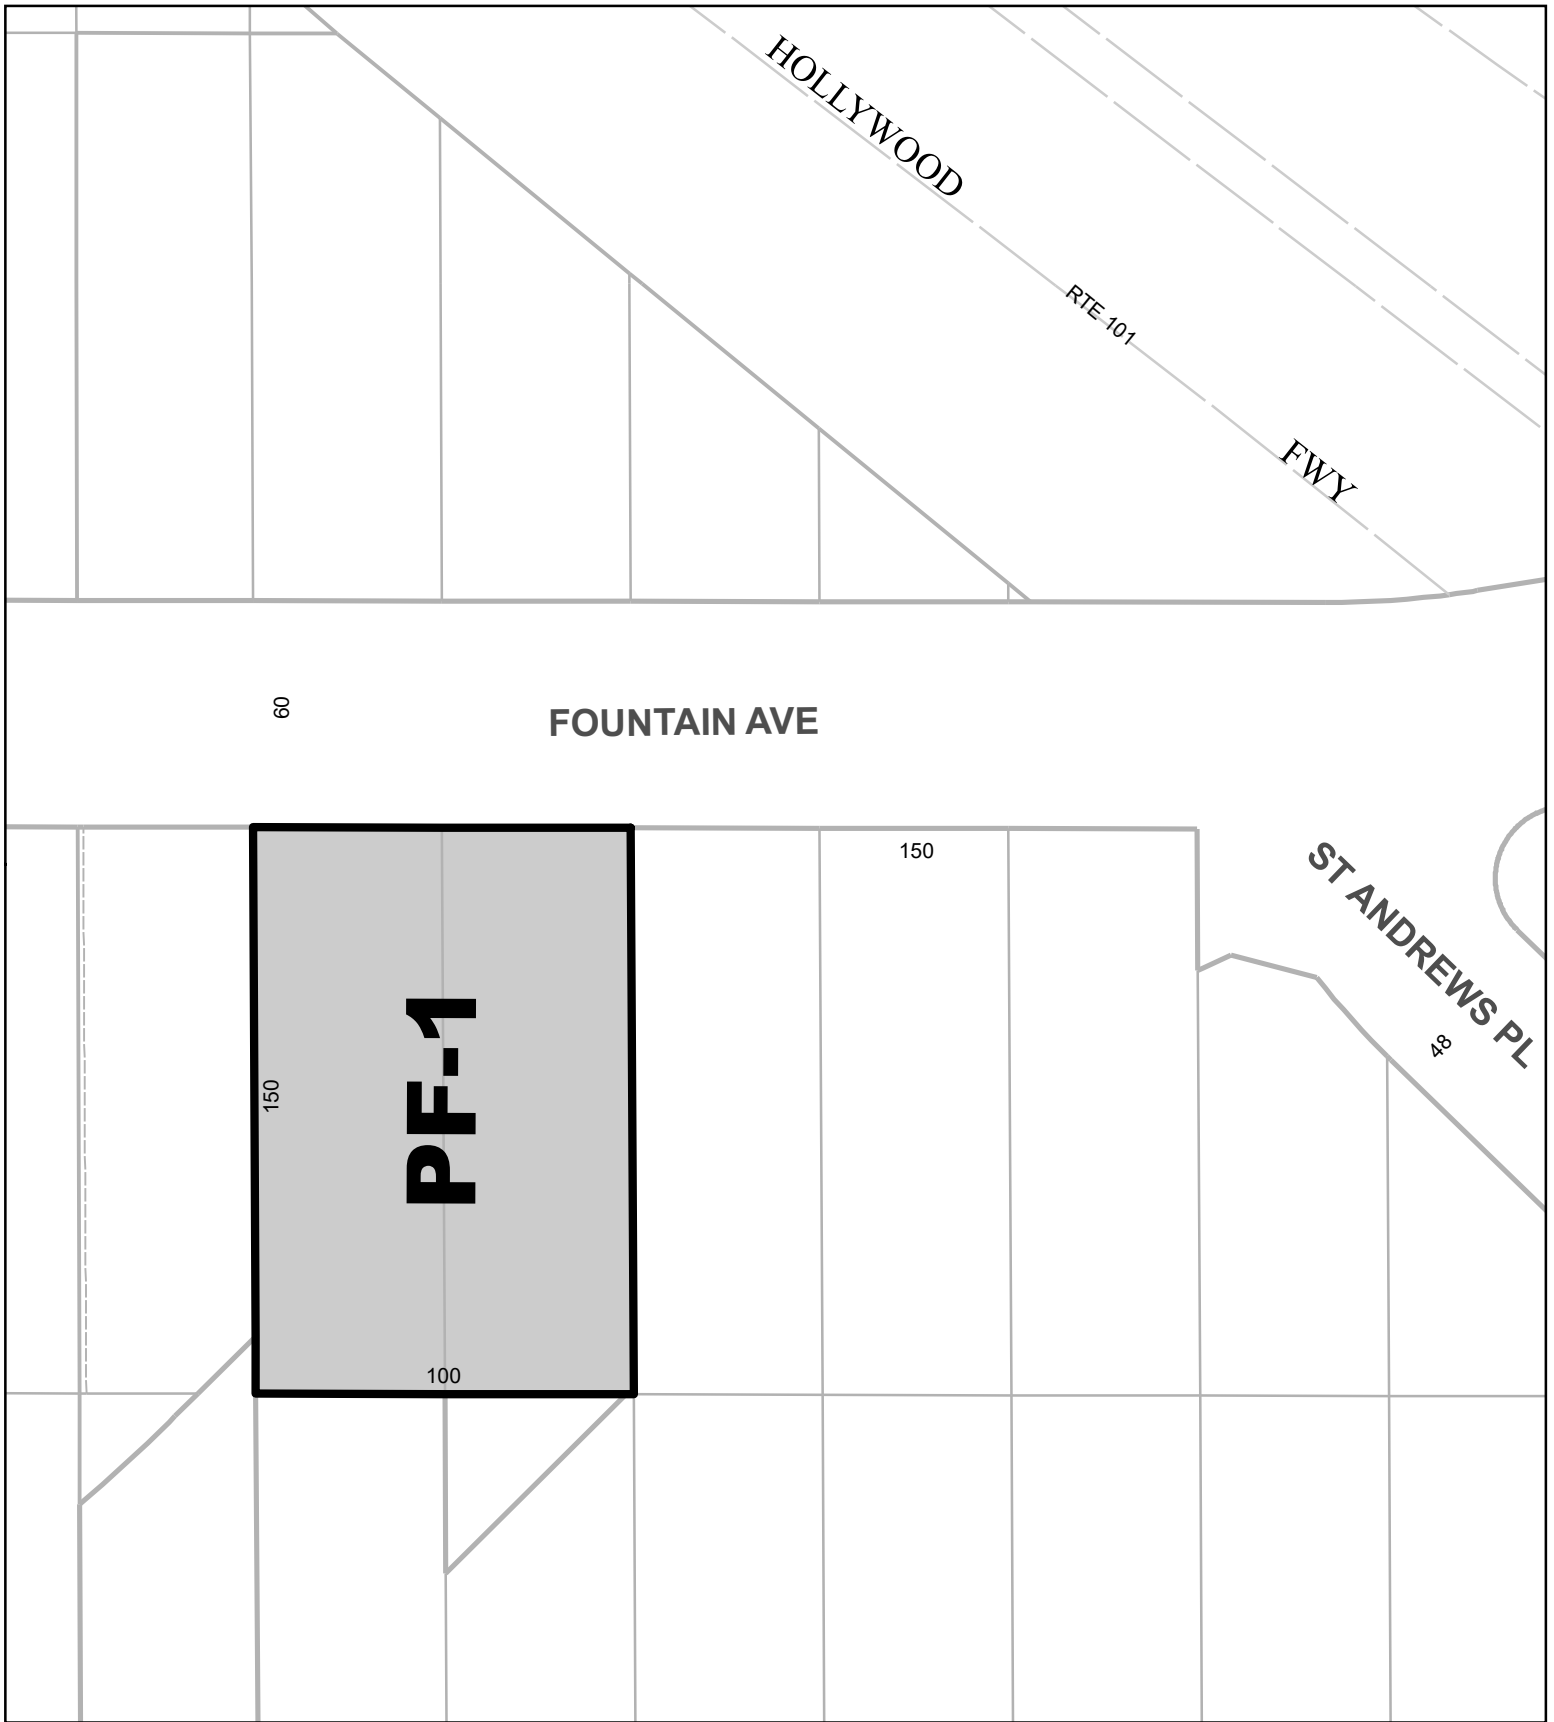 HOLLYWOOD
RTE 101
FWY
60
FOUNTAIN AVE
150
ST ANDREWS PL
48
PF-1
150
100